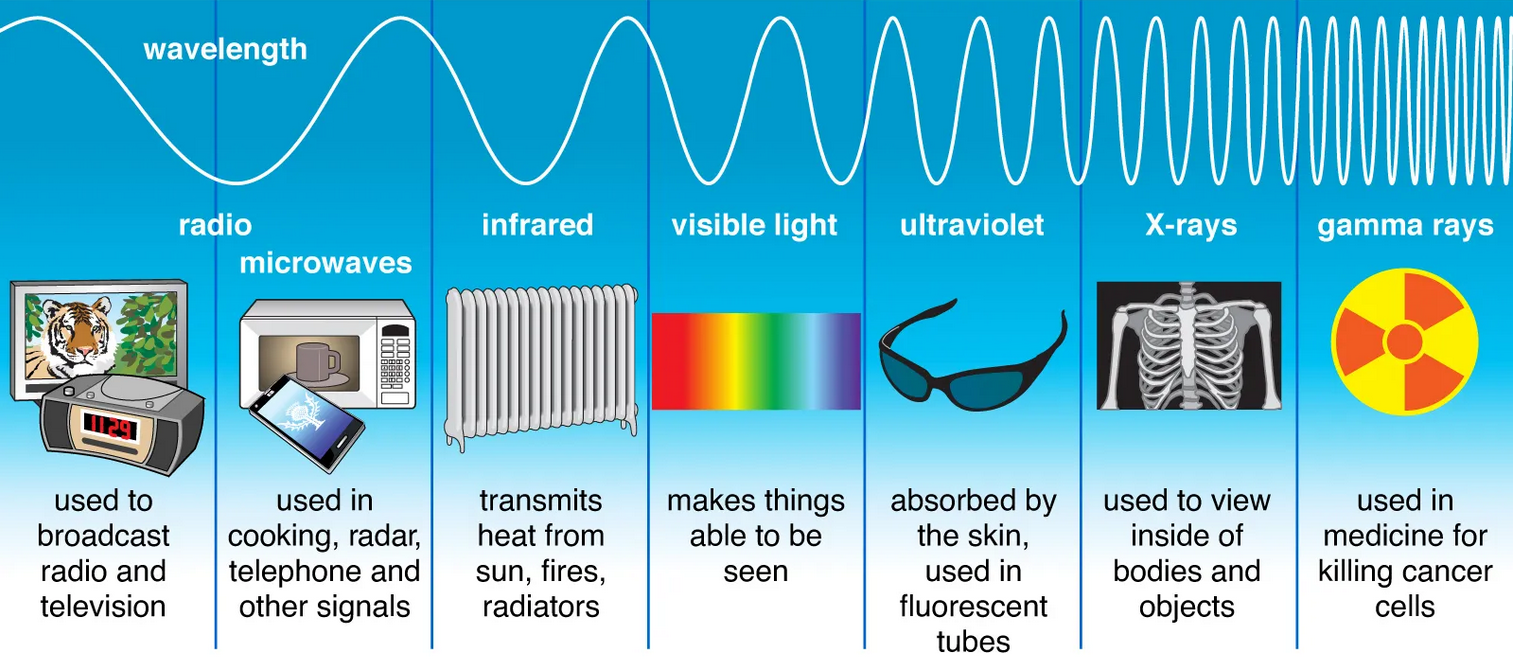 wavelength
radio
microwaves
infrared
visible light
ultraviolet
X-rays
gamma rays
11:29
used to
broadcast
radio and
television
used in
cooking, radar,
telephone and
other signals
transmits
heat from
sun, fires,
radiators
makes things
able to be
seen
absorbed by
the skin,
used in
fluorescent
tubes
used to view
inside of
bodies and
objects
used in
medicine for
killing cancer
cells